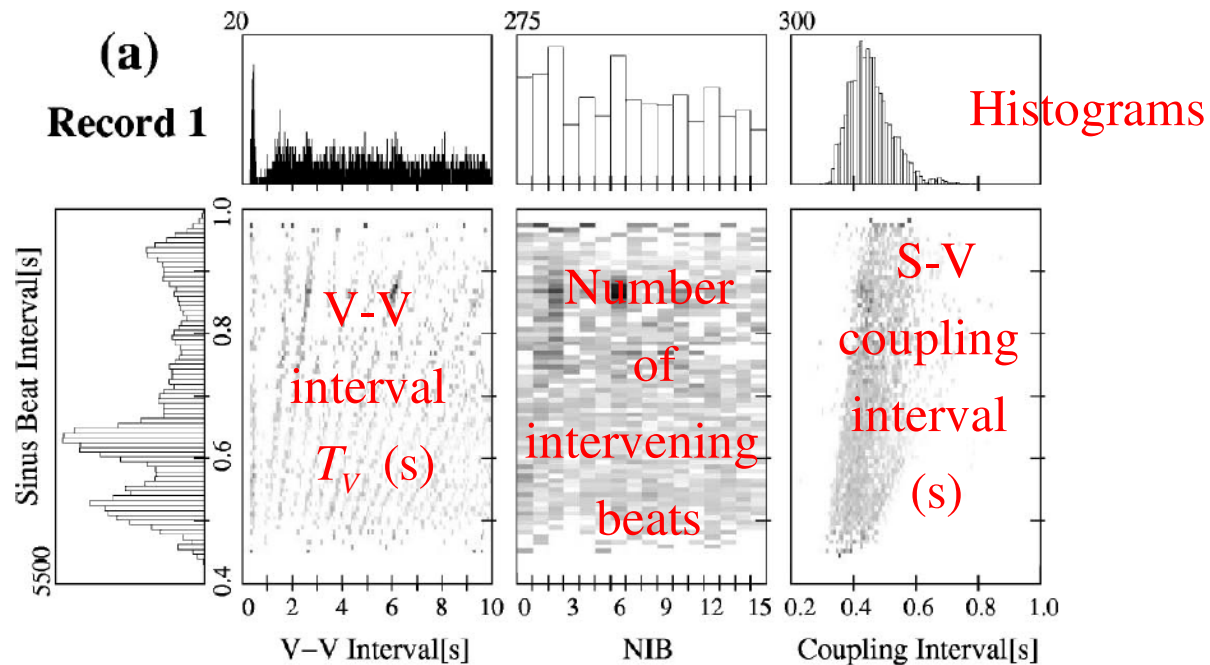 20 275 300
(a)
Record 1
Histograms
Sinus Beat Interval[s]
5500
1.0
0.8
0.6
0.4
V-V
interval
T_V (s)
Number
of
intervening
beats
S-V
coupling
interval
(s)
0 2 4 6 8 10
0 3 6 9 12 15
0.2 0.4 0.6 0.8 1.0
V-V Interval[s]
NIB
Coupling Interval[s]